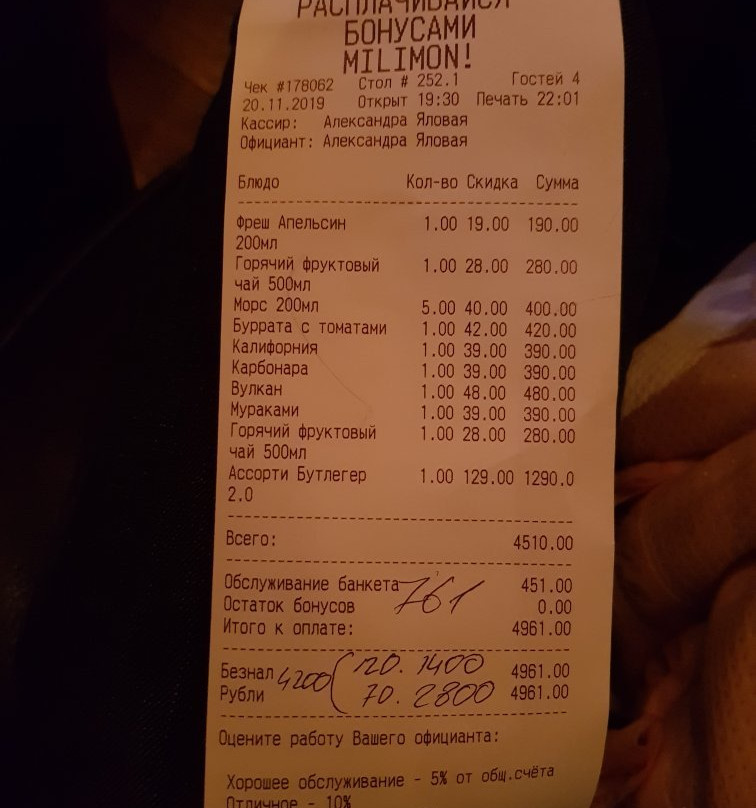 РАСПЛАЧИВАЙСЯ
БОНУСАМИ
MILIMON!
Чек #178062 Стол # 252.1 Гостей 4
20.11.2019 Открыт 19:30 Печать 22:01
Кассир: Александра Яловая
Официант: Александра Яловая
Блюдо Кол-во Скидка Сумма
Фреш Апельсин 1.00 19.00 190.00
200мл
Горячий фруктовый 1.00 28.00 280.00
чай 500мл
Морс 200мл 5.00 40.00 400.00
Буррата с томатами 1.00 42.00 420.00
Калифорния 1.00 39.00 390.00
Карбонара 1.00 39.00 390.00
Вулкан 1.00 48.00 480.00
Мураками 1.00 39.00 390.00
Горячий фруктовый 1.00 28.00 280.00
чай 500мл
Ассорти Бутлегер 1.00 129.00 1290.0
2.0
Всего: 4510.00
Обслуживание банкета 761 451.00
Остаток бонусов 0.00
Итого к оплате: 4961.00
Безнал 4200 ( 20. 1400 4961.00
Рубли 70. 2800 4961.00
Оцените работу Вашего официанта:
Хорошее обслуживание - 5% от общ.счёта
Отличное - 10%